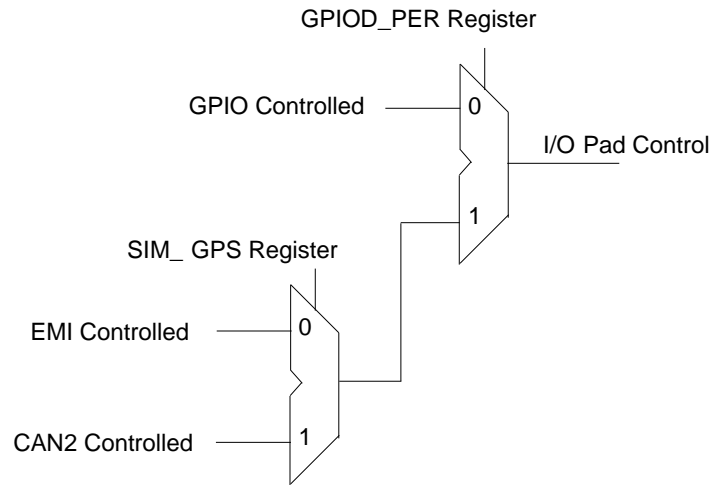 GPIOD_PER Register
GPIO Controlled
0
I/O Pad Control
1
SIM_ GPS Register
EMI Controlled
0
CAN2 Controlled
1